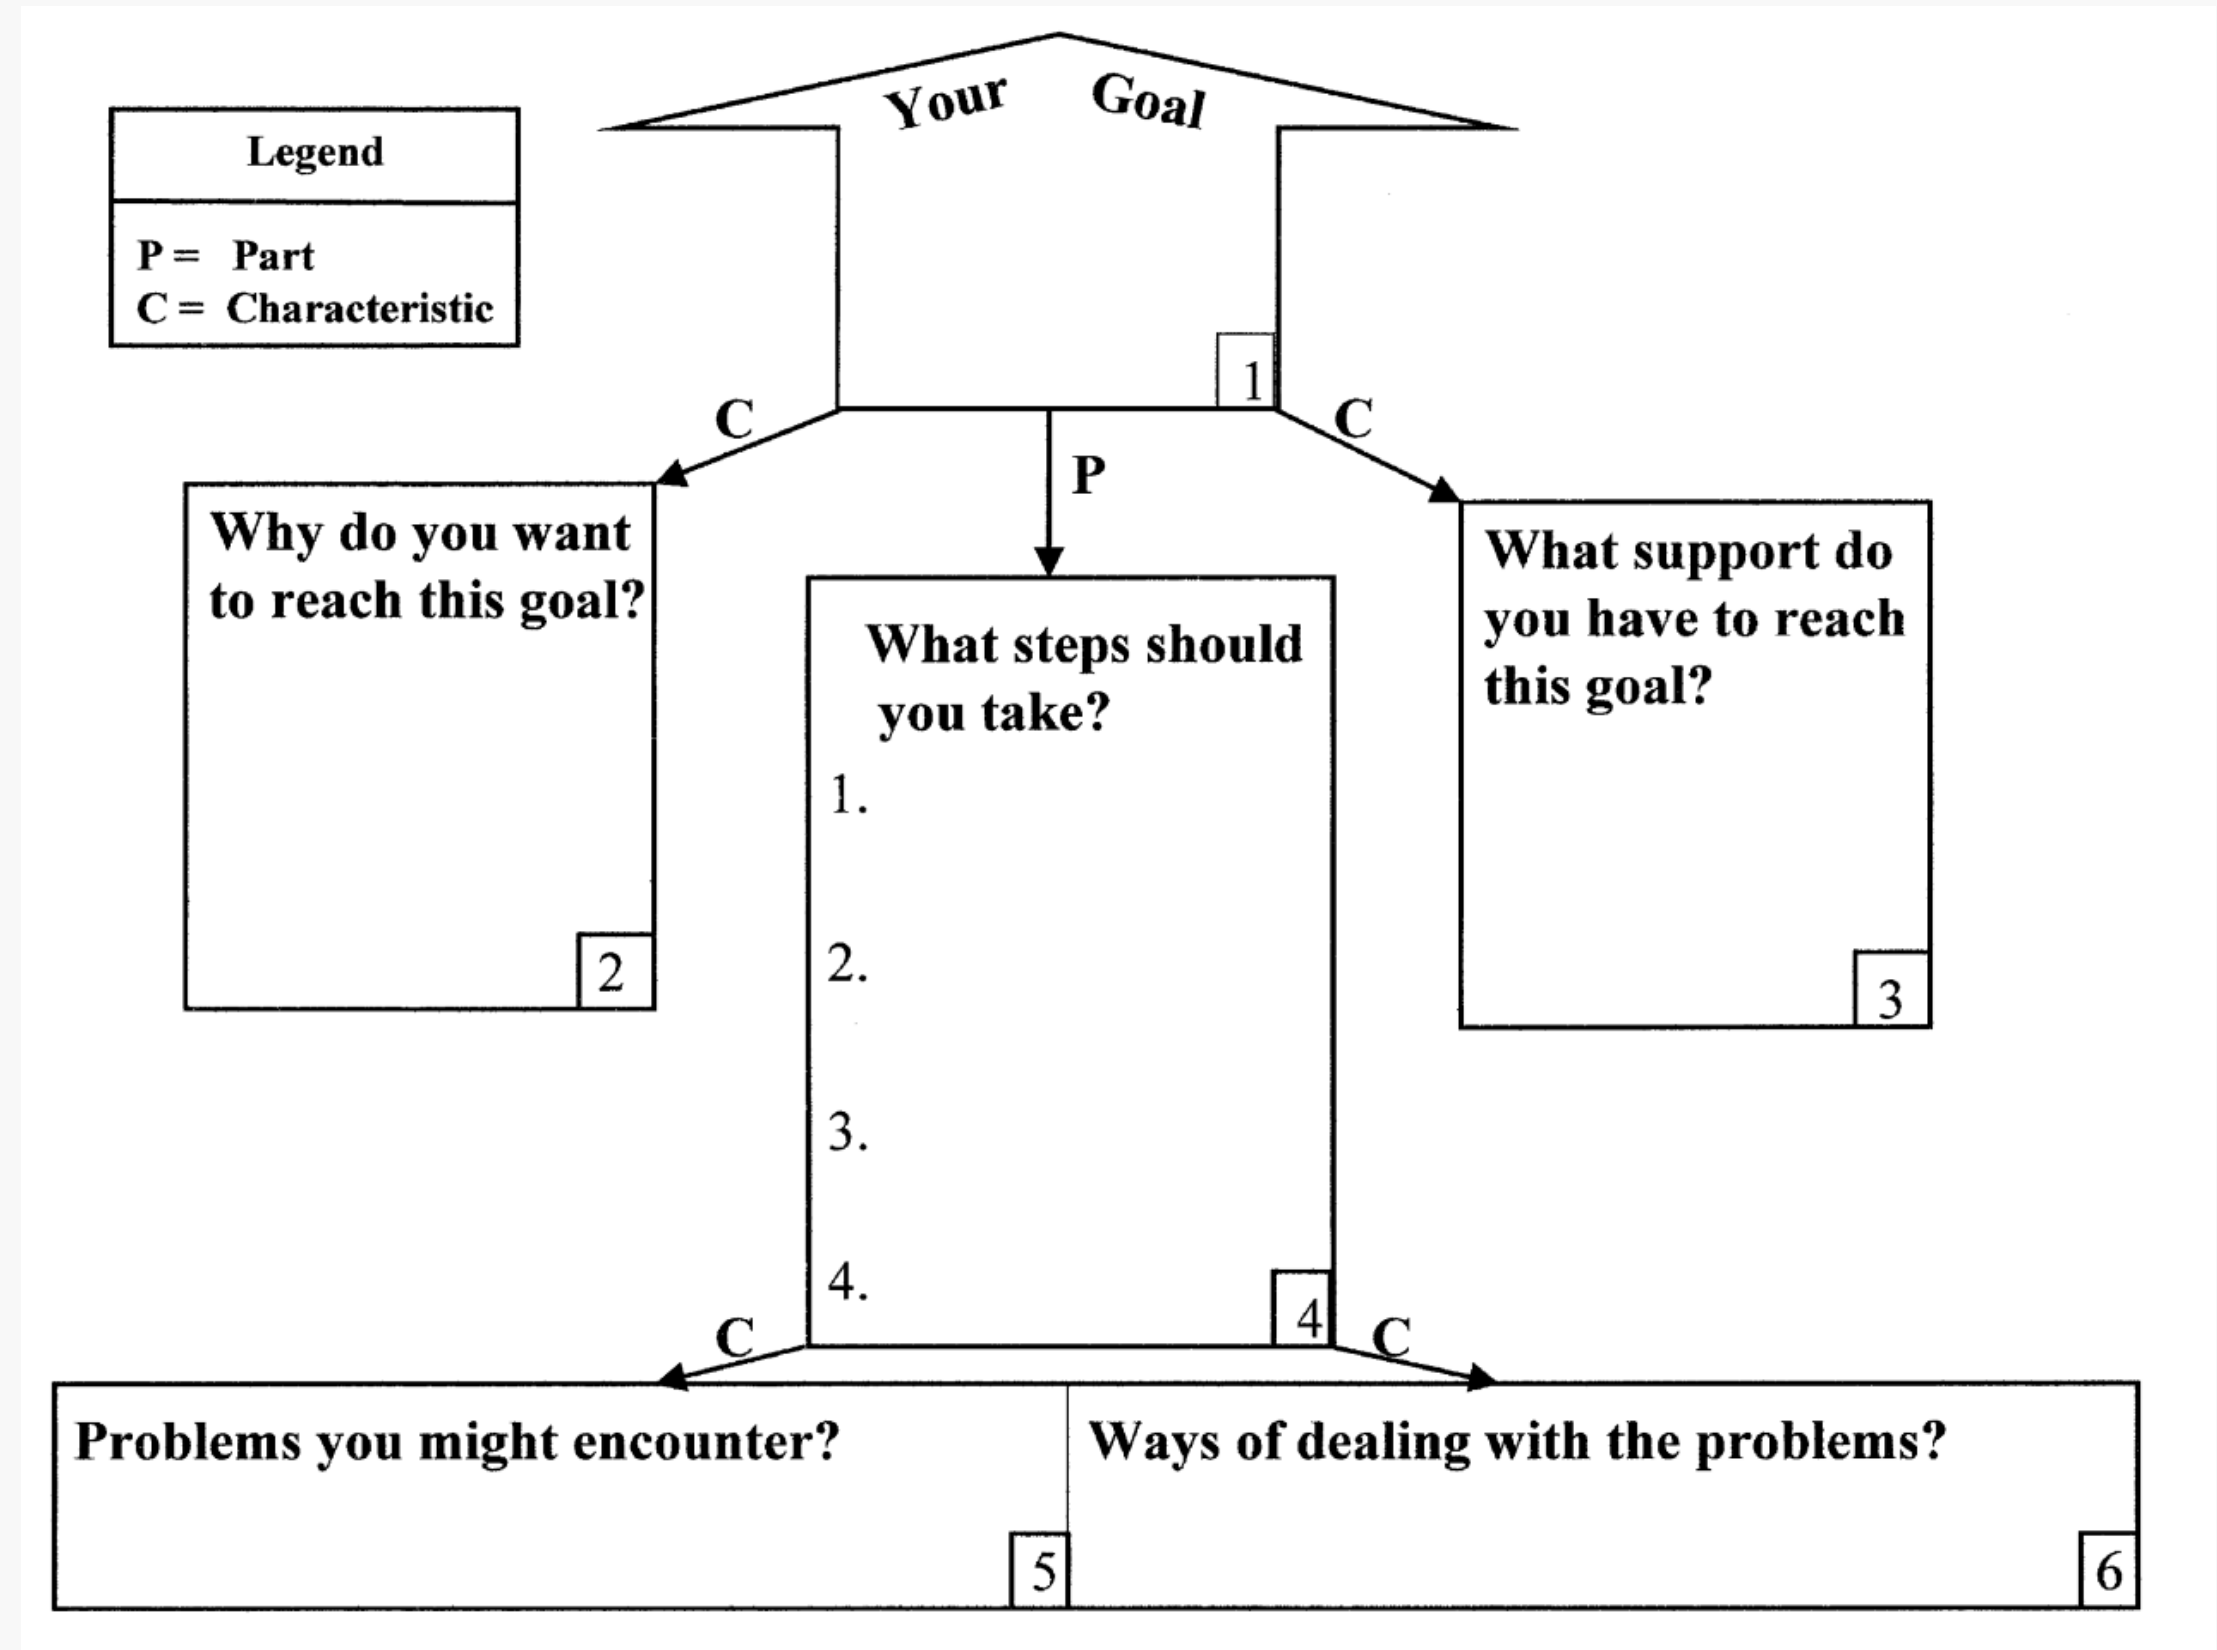 Your Goal
Legend
P = Part
C = Characteristic
1
C
C
P
Why do you want
to reach this goal?
2
What support do
you have to reach
this goal?
3
What steps should
you take?
1.
2.
3.
4.
4
C
C
Problems you might encounter?
5
Ways of dealing with the problems?
6